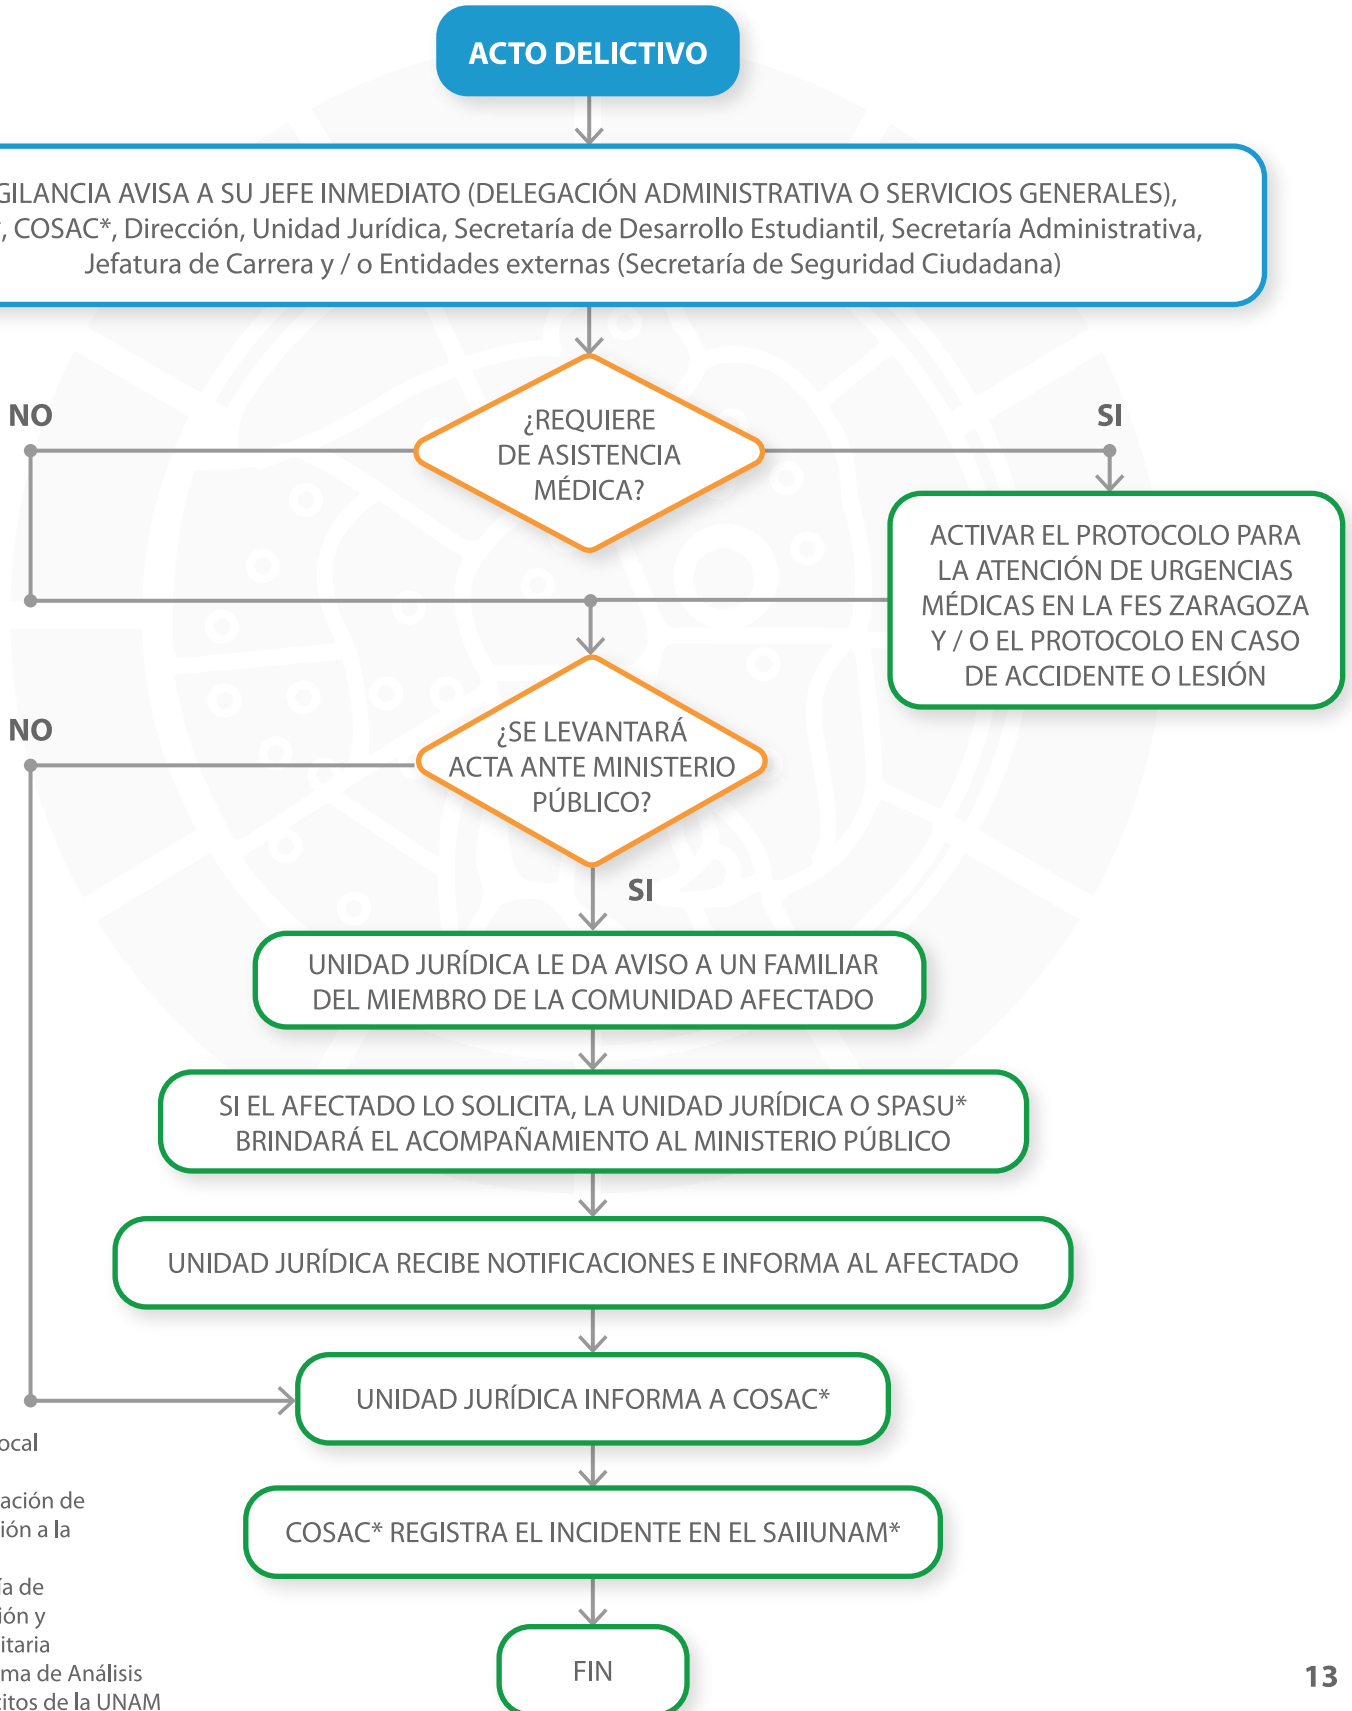 ACTO DELICTIVO
GILANCIA AVISA A SU JEFE INMEDIATO (DELEGACIÓN ADMINISTRATIVA O SERVICIOS GENERALES),
, COSAC*, Dirección, Unidad Jurídica, Secretaría de Desarrollo Estudiantil, Secretaría Administrativa,
Jefatura de Carrera y / o Entidades externas (Secretaría de Seguridad Ciudadana)
NO
¿REQUIERE
DE ASISTENCIA
MÉDICA?
SI
ACTIVAR EL PROTOCOLO PARA
LA ATENCIÓN DE URGENCIAS
MÉDICAS EN LA FES ZARAGOZA
Y / O EL PROTOCOLO EN CASO
DE ACCIDENTE O LESIÓN
NO
¿SE LEVANTARÁ
ACTA ANTE MINISTERIO
PÚBLICO?
SI
UNIDAD JURÍDICA LE DA AVISO A UN FAMILIAR
DEL MIEMBRO DE LA COMUNIDAD AFECTADO
SI EL AFECTADO LO SOLICITA, LA UNIDAD JURÍDICA O SPASU*
BRINDARÁ EL ACOMPAÑAMIENTO AL MINISTERIO PÚBLICO
UNIDAD JURÍDICA RECIBE NOTIFICACIONES E INFORMA AL AFECTADO
UNIDAD JURÍDICA INFORMA A COSAC*
COSAC* REGISTRA EL INCIDENTE EN EL SAIIUNAM*
FIN
ocal
ación de
ión a la
ía de
ión y
itaria
ma de Análisis
itos de la UNAM
13